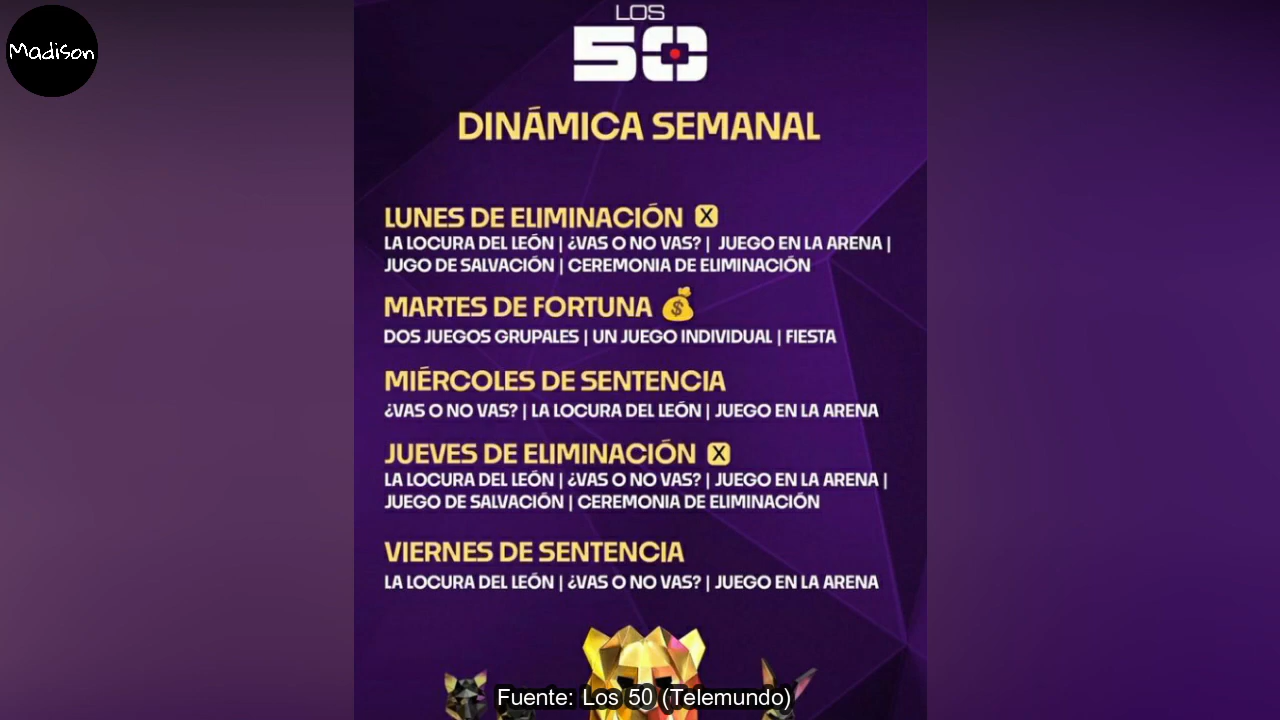 Madison
LOS
50
DINÁMICA SEMANAL
LUNES DE ELIMINACIÓN X
LA LOCURA DEL LEÓN | ¿VAS O NO VAS? | JUEGO EN LA ARENA |
JUGO DE SALVACIÓN | CEREMONIA DE ELIMINACIÓN
MARTES DE FORTUNA 💰
DOS JUEGOS GRUPALES | UN JUEGO INDIVIDUAL | FIESTA
MIÉRCOLES DE SENTENCIA
¿VAS O NO VAS? | LA LOCURA DEL LEÓN | JUEGO EN LA ARENA
JUEVES DE ELIMINACIÓN X
LA LOCURA DEL LEÓN | ¿VAS O NO VAS? | JUEGO EN LA ARENA |
JUEGO DE SALVACIÓN | CEREMONIA DE ELIMINACIÓN
VIERNES DE SENTENCIA
LA LOCURA DEL LEÓN | ¿VAS O NO VAS? | JUEGO EN LA ARENA
Fuente: Los 50 (Telemundo)